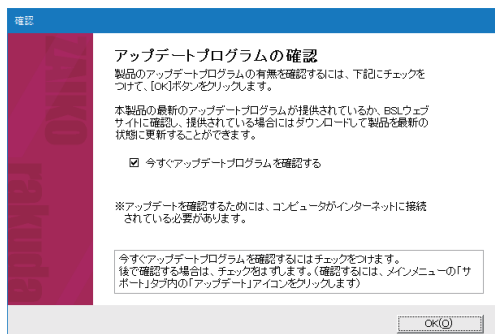 確認
アップデートプログラムの確認
製品のアップデートプログラムの有無を確認するには、下記にチェックを
つけて、[OK]ボタンをクリックします。
本製品の最新のアップデートプログラムが提供されているか、BSLウェブ
サイトに確認し、提供されている場合にはダウンロードして製品を最新の
状態に更新することができます。
今すぐアップデートプログラムを確認する
※アップデートを確認するためには、コンピュータがインターネットに接続
されている必要があります。
今すぐアップデートプログラムを確認するにはチェックをつけます。
後で確認する場合は、チェックをはずします。(確認するには、メインメニューの「サ
ポート」タブ内の「アップデート」アイコンをクリックします)
OK(O)
ZAIKO
rakuda